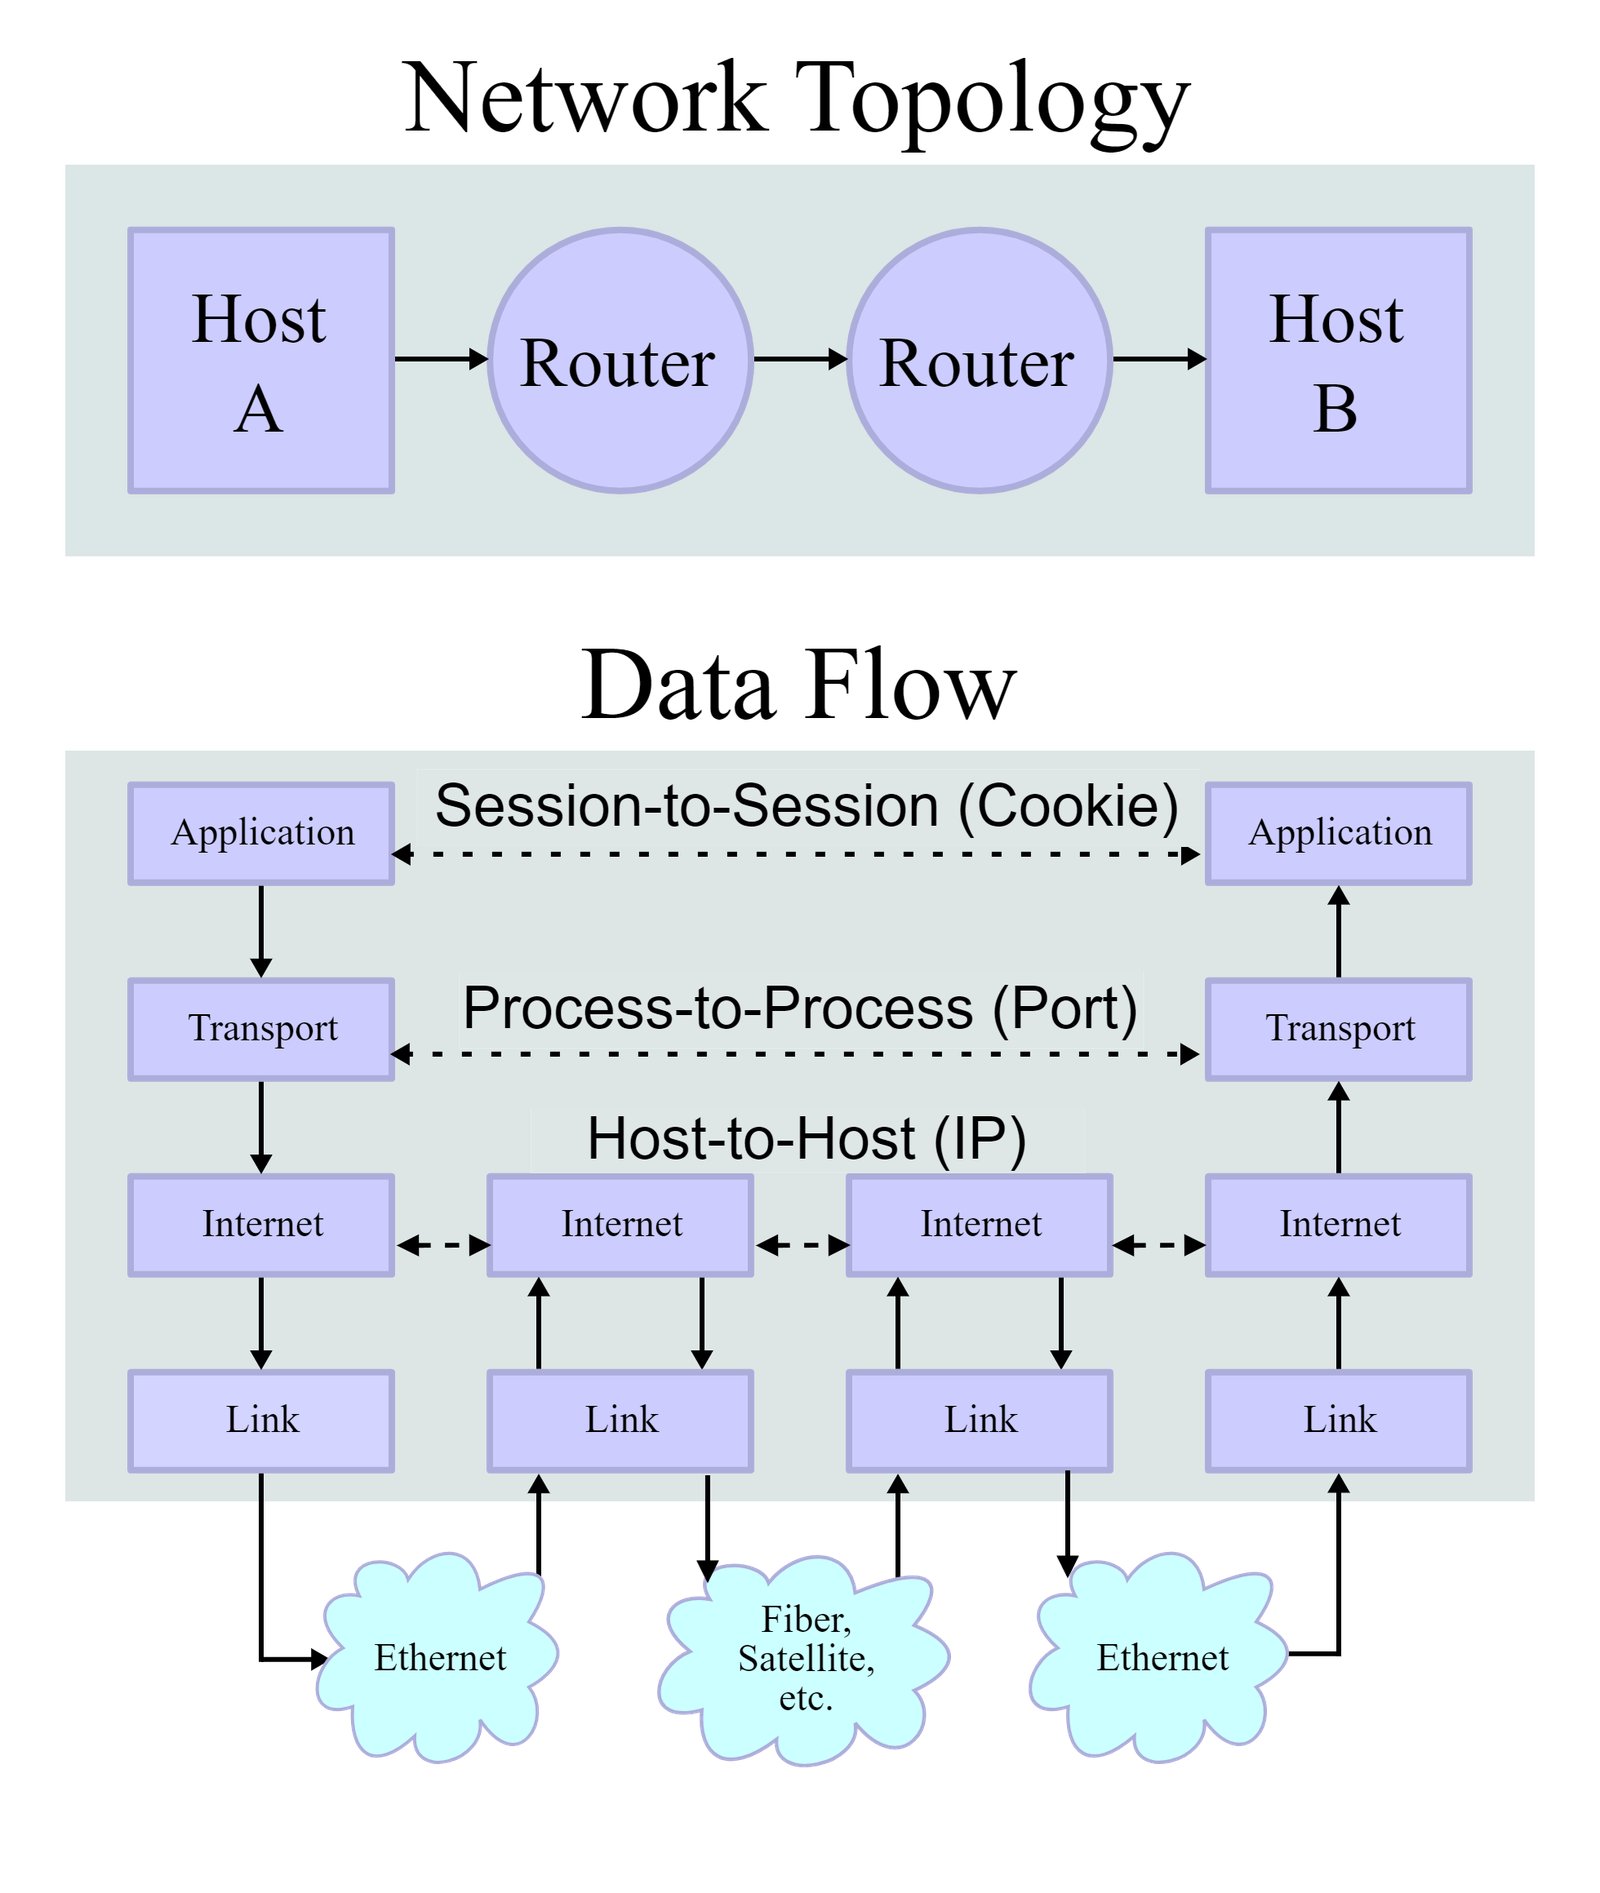 Network Topology
Host
A
Router
Router
Host
B
Data Flow
Session-to-Session (Cookie)
Application
Application
Process-to-Process (Port)
Transport
Transport
Host-to-Host (IP)
Internet
Internet
Internet
Internet
Link
Link
Link
Link
Ethernet
Fiber,
Satellite,
etc.
Ethernet